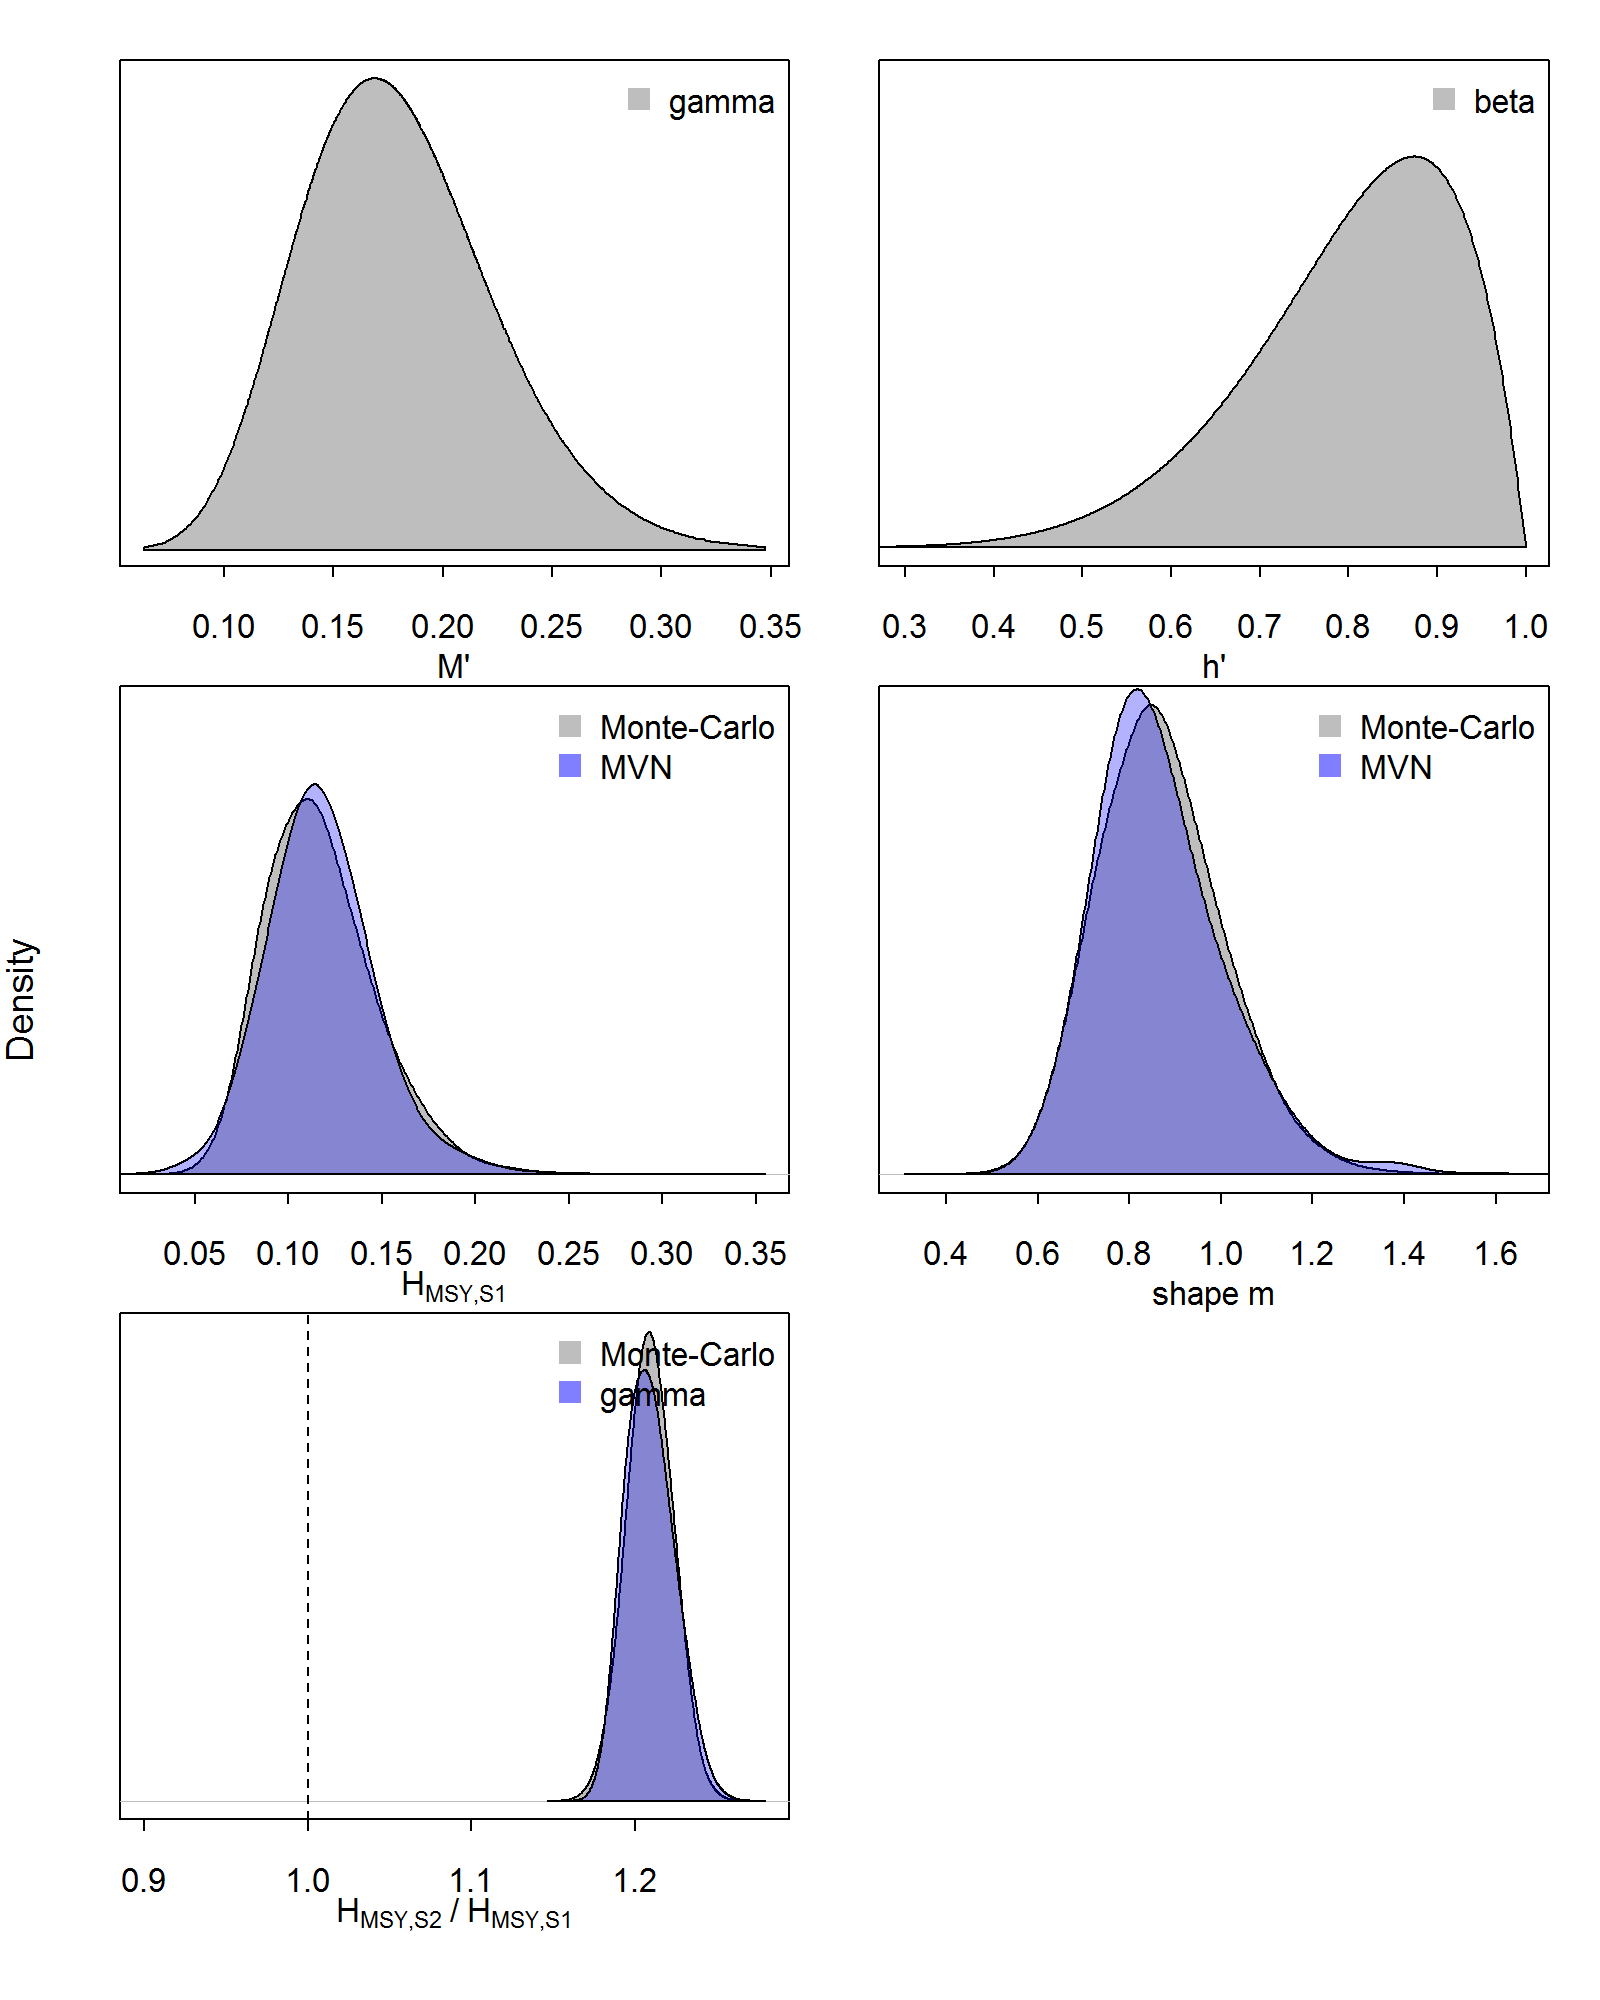 gamma
0.10 0.15 0.20 0.25 0.30 0.35
M'
beta
0.3 0.4 0.5 0.6 0.7 0.8 0.9 1.0
h'
Density
Monte-Carlo
MVN
0.05 0.10 0.15 0.20 0.25 0.30 0.35
HMSY,S1
Monte-Carlo
MVN
0.4 0.6 0.8 1.0 1.2 1.4 1.6
shape m
Monte-Carlo
gamma
0.9 1.0 1.1 1.2
HMSY,S2 / HMSY,S1